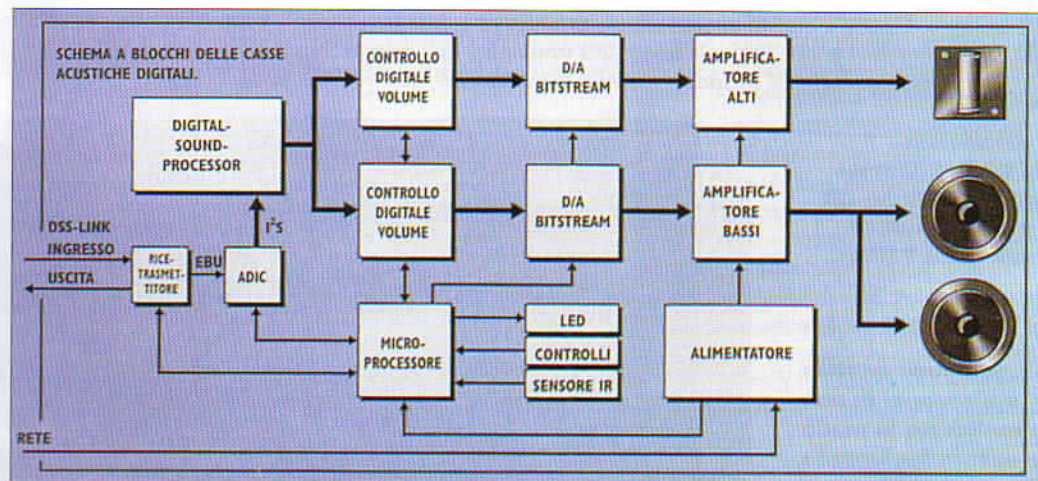 SCHEMA A BLOCCHI DELLE CASSE
ACUSTICHE DIGITALI.
CONTROLLO
DIGITALE
VOLUME
D/A
BITSTREAM
AMPLIFICA-
TORE
ALTI
DIGITAL-
SOUND-
PROCESSOR
CONTROLLO
DIGITALE
VOLUME
D/A
BITSTREAM
AMPLIFICA-
TORE
BASSI
I²S
DSS-LINK
INGRESSO
USCITA
RICE-
TRASMET-
TITORE
EBU
ADIC
MICRO-
PROCESSORE
LED
CONTROLLI
SENSORE IR
ALIMENTATORE
RETE